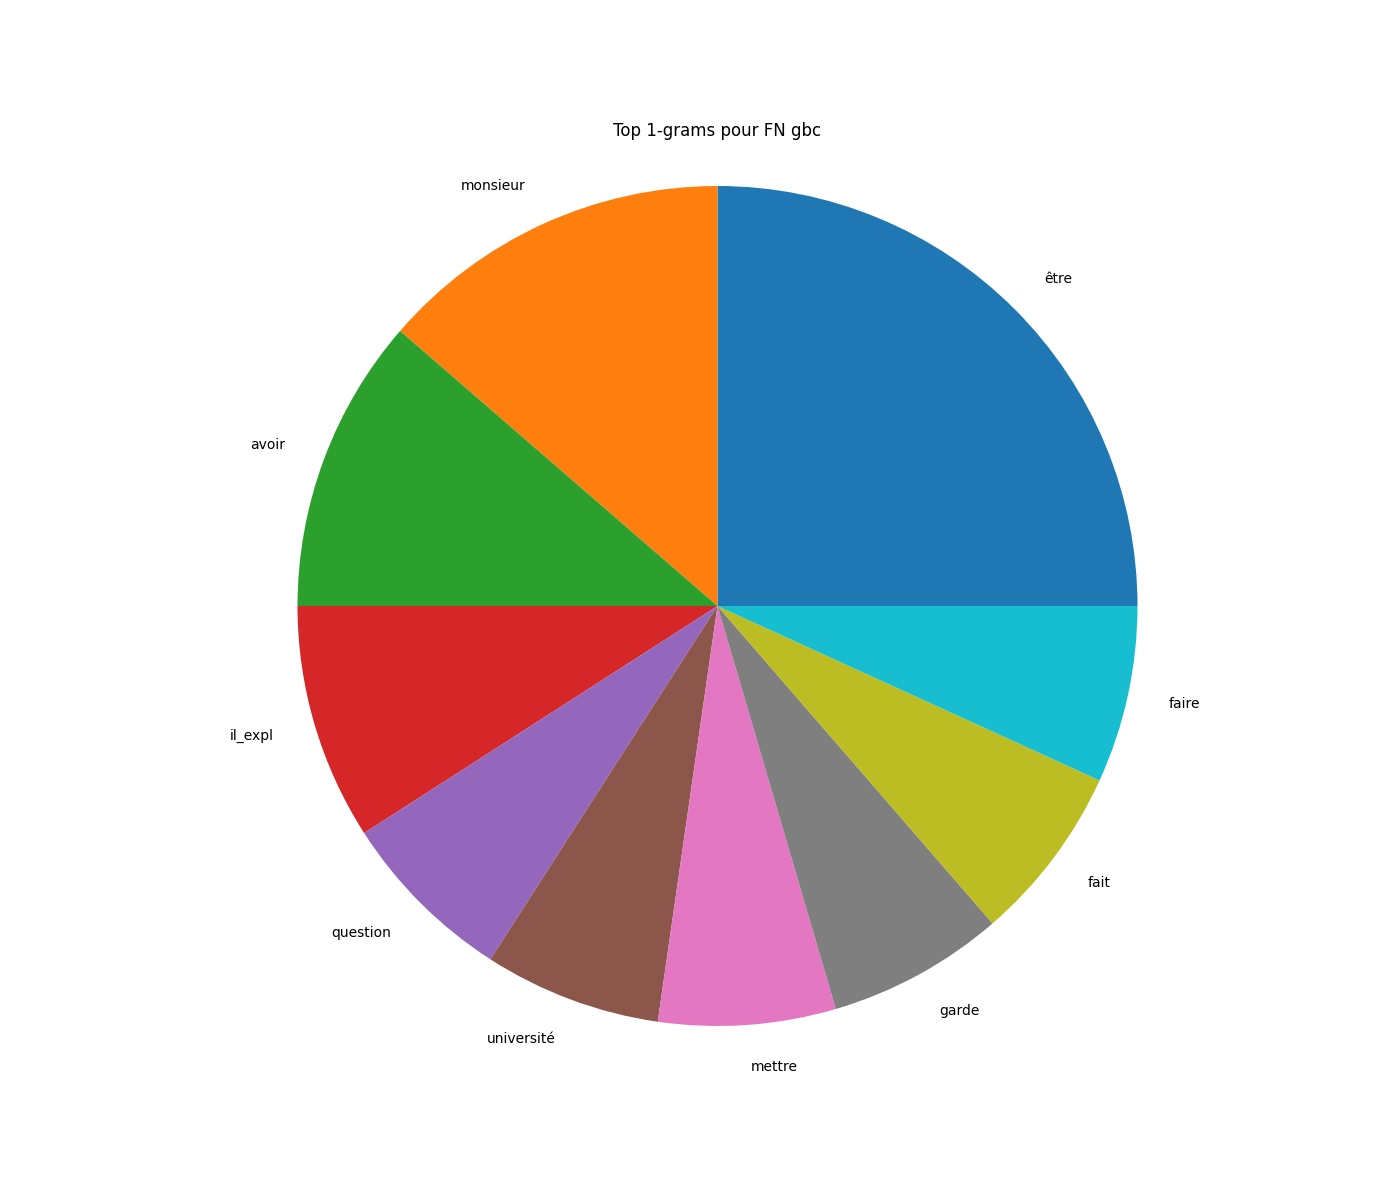 Top 1-grams pour FN gbc
monsieur
être
avoir
il_expl
faire
question
fait
université
garde
mettre